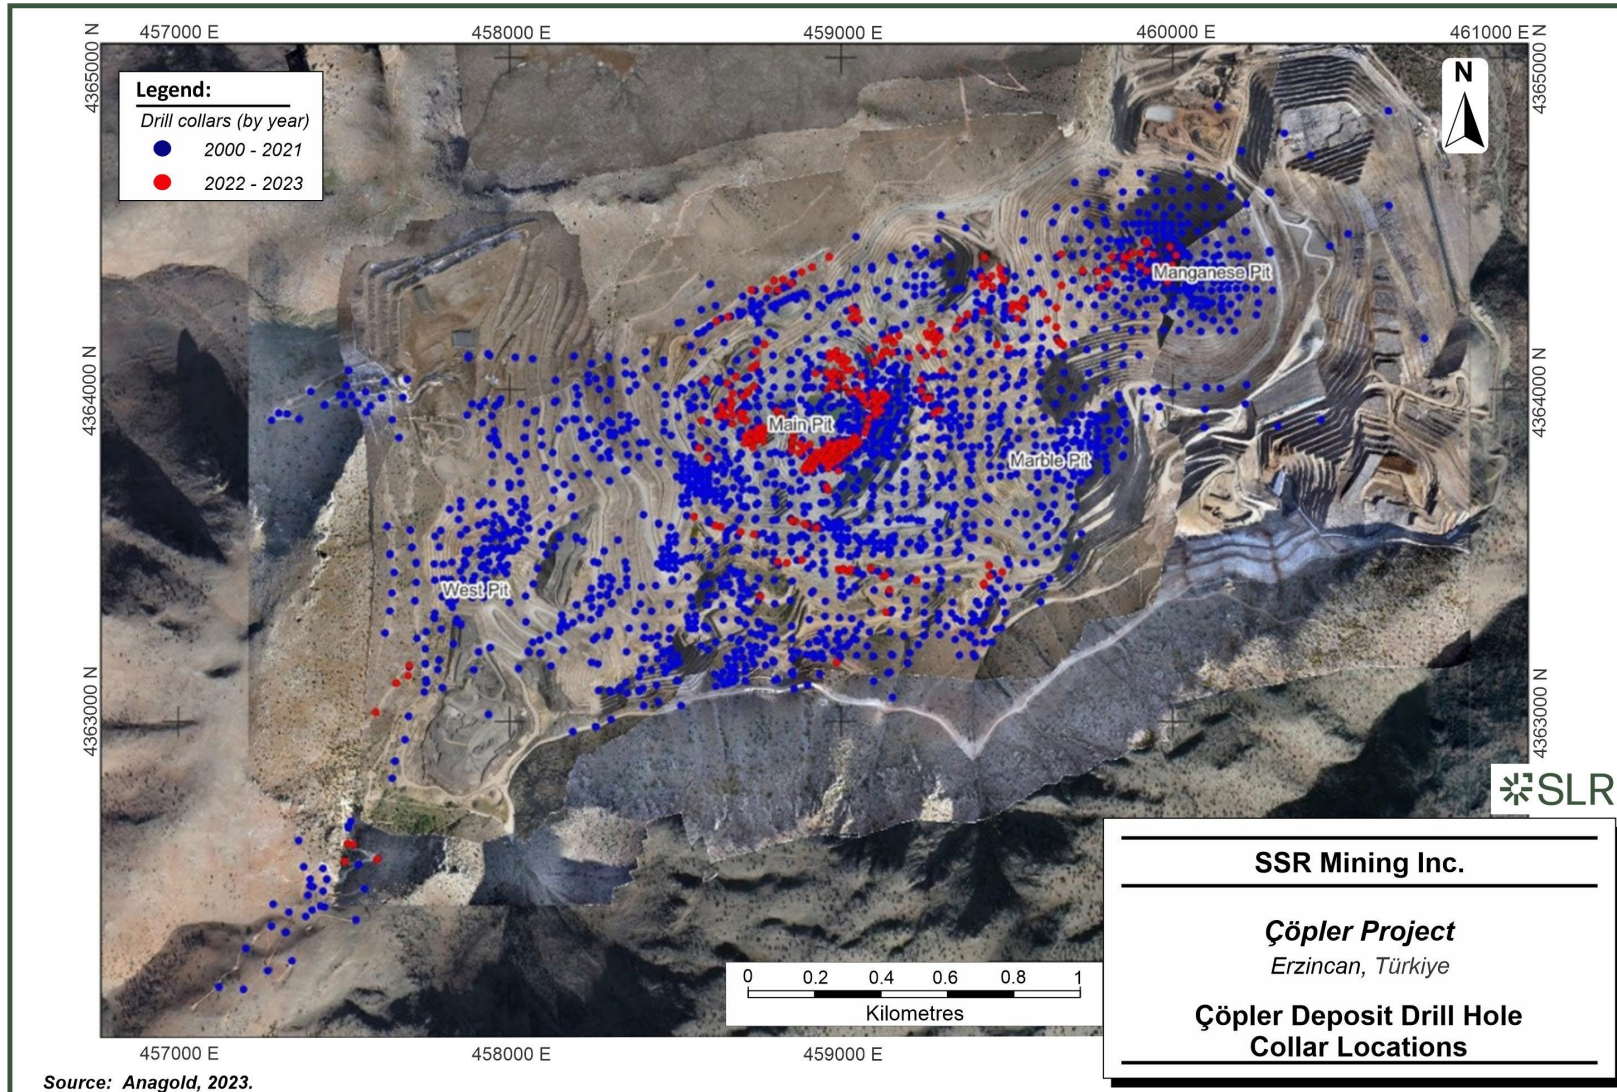 457000 E
458000 E
459000 E
460000 E
461000 E
4365000 N
4365000 N
Legend:
Drill collars (by year)
2000 - 2021
2022 - 2023
N
Manganese Pit
4364000 N
4364000 N
Main Pit
Marble Pit
West Pit
4363000 N
4363000 N
SLR
SSR Mining Inc.
Çöpler Project
Erzincan, Türkiye
Çöpler Deposit Drill Hole
Collar Locations
0 0.2 0.4 0.6 0.8 1
Kilometres
457000 E
458000 E
459000 E
Source: Anagold, 2023.